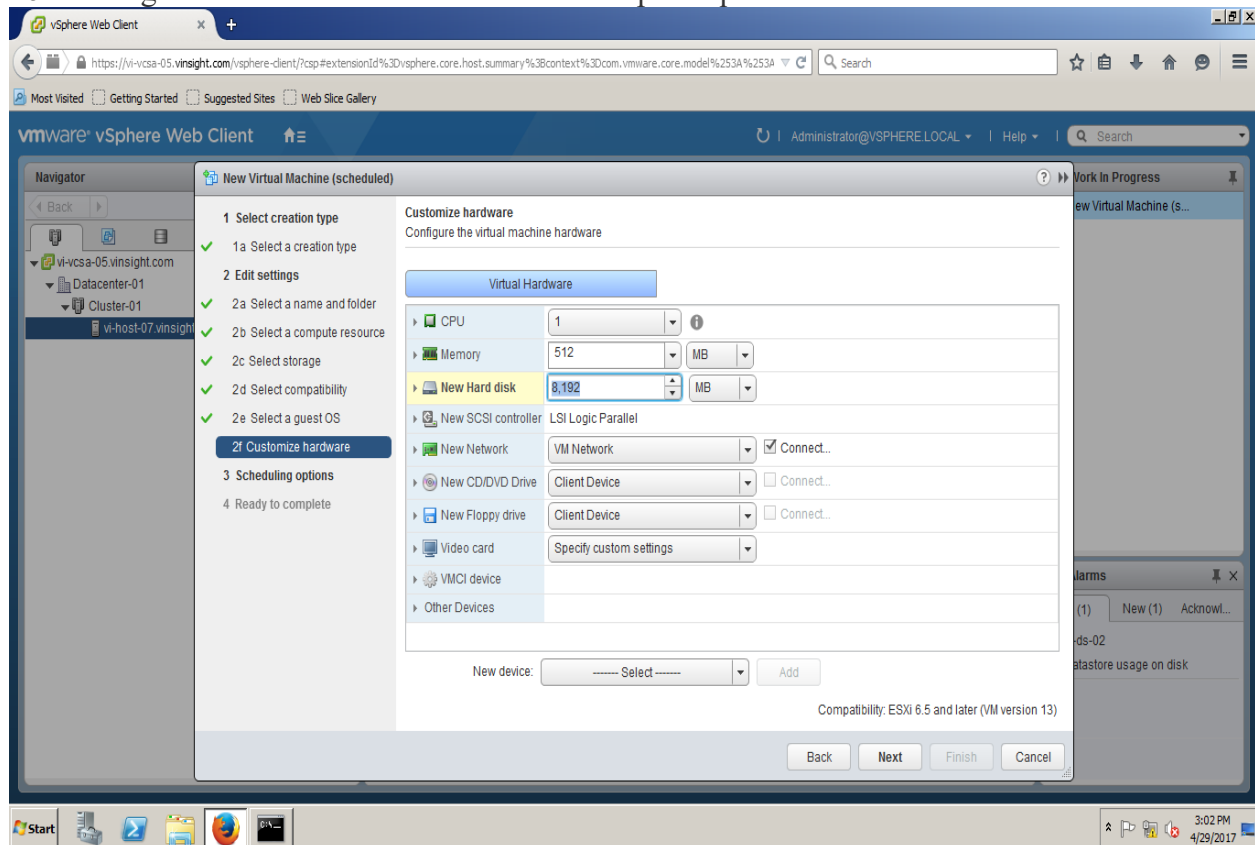 vSphere Web Client
https://vi-vcsa-05.vinsight.com/vsphere-client/?csp#extensionId%3Dvsphere.core.host.summary%3Bcontext%3Dcom.vmware.core.model%253A%253A
Search
Most Visited Getting Started Suggested Sites Web Slice Gallery
vmware® vSphere Web Client
Administrator@VSPHERE.LOCAL Help
Search
Navigator
Back
vi-vcsa-05.vinsight.com
Datacenter-01
Cluster-01
vi-host-07.vinsight
New Virtual Machine (scheduled)
1 Select creation type
1a Select a creation type
2 Edit settings
2a Select a name and folder
2b Select a compute resource
2c Select storage
2d Select compatibility
2e Select a guest OS
2f Customize hardware
3 Scheduling options
4 Ready to complete
Customize hardware
Configure the virtual machine hardware
Virtual Hardware
CPU 1
Memory 512 MB
New Hard disk 8,192 MB
New SCSI controller LSI Logic Parallel
New Network VM Network Connect...
New CD/DVD Drive Client Device Connect...
New Floppy drive Client Device Connect...
Video card Specify custom settings
VMCI device
Other Devices
New device: ------- Select ------- Add
Compatibility: ESXi 6.5 and later (VM version 13)
Back Next Finish Cancel
Work In Progress
ew Virtual Machine (s...
larms
(1) New (1) Acknowl...
-ds-02
atastore usage on disk
Start
3:02 PM
4/29/2017